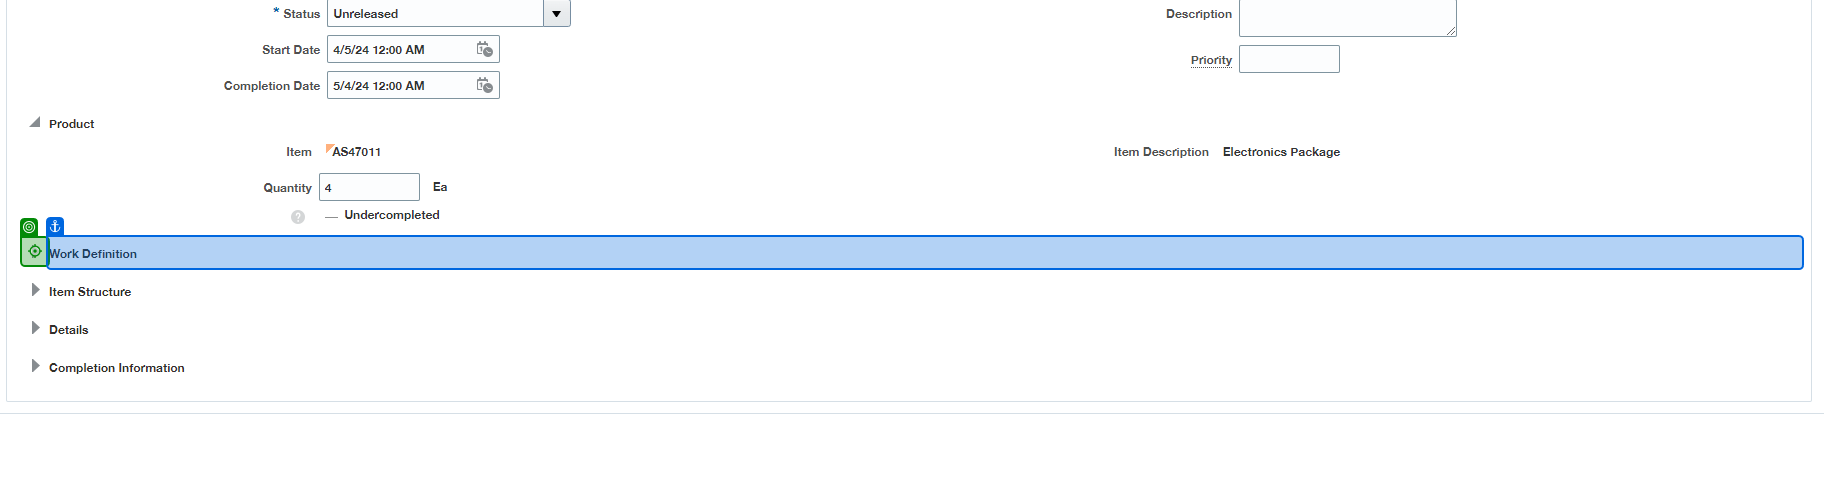 * Status Unreleased Description
Start Date 4/5/24 12:00 AM
Priority
Completion Date 5/4/24 12:00 AM
Product
Item AS47011 Item Description Electronics Package
Quantity 4 Ea
? — Undercompleted
Work Definition
Item Structure
Details
Completion Information